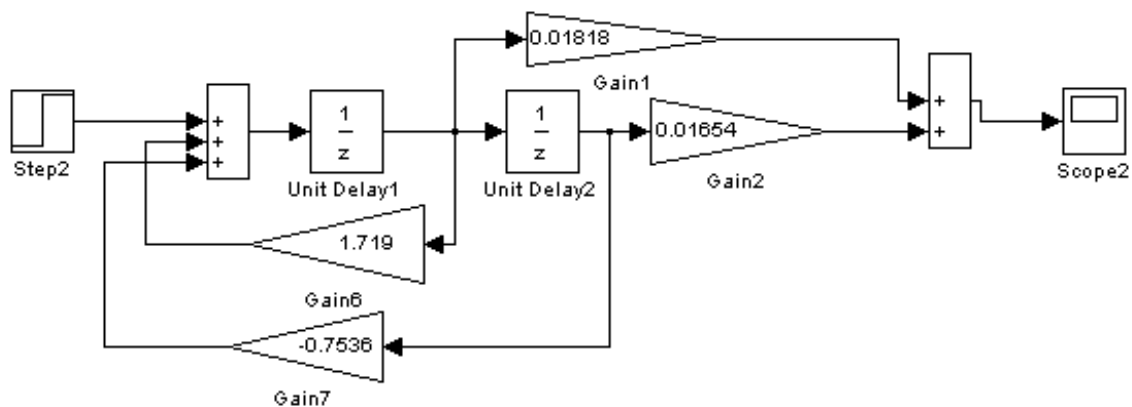 0.01818
Gain1
+
+
+
1
z
1
z
0.01654
+
+
Step2
Unit Delay1
Unit Delay2
Gain2
Scope2
1.719
Gain6
-0.7536
Gain7